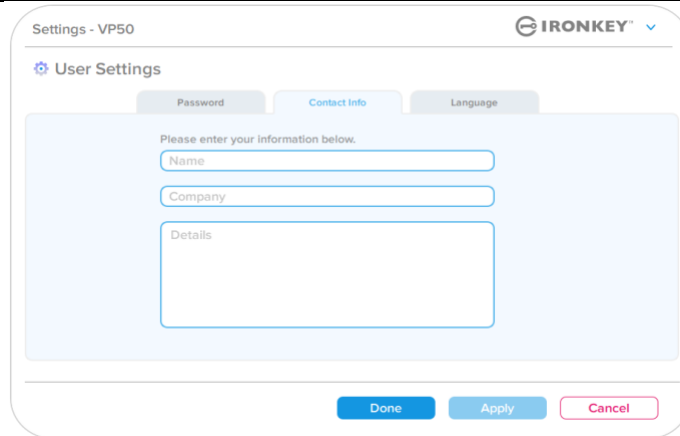 Settings - VP50
IRONKEY™
User Settings
Password Contact Info Language
Please enter your information below.
Name
Company
Details
Done Apply Cancel